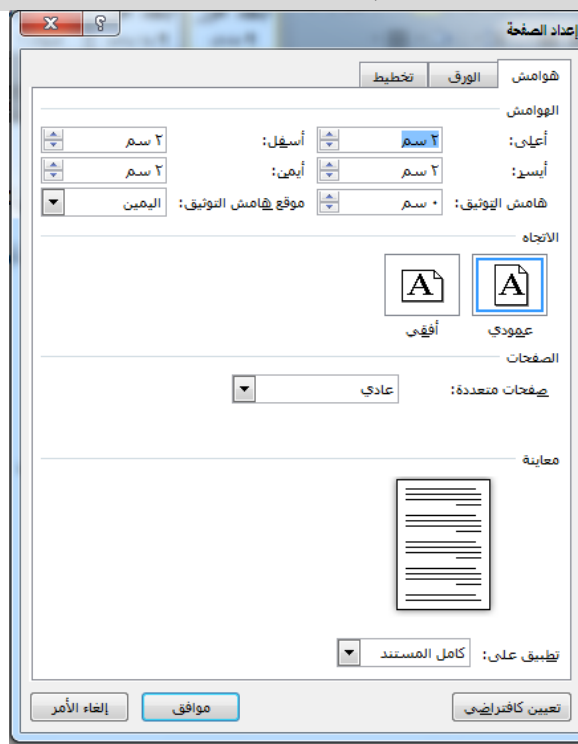 إعداد الصفحة
هوامش الورق تخطيط
الهوامش
أعلى: ٢ سم أسفل: ٢ سم
أيسر: ٢ سم أيمن: ٢ سم
هامش التوثيق: ٠ سم موقع هامش التوثيق: اليمين
الاتجاه
A A
عمودي أفقي
الصفحات
صفحات متعددة: عادي
معاينة
تطبيق على: كامل المستند
تعيين كافتراضي موافق إلغاء الأمر